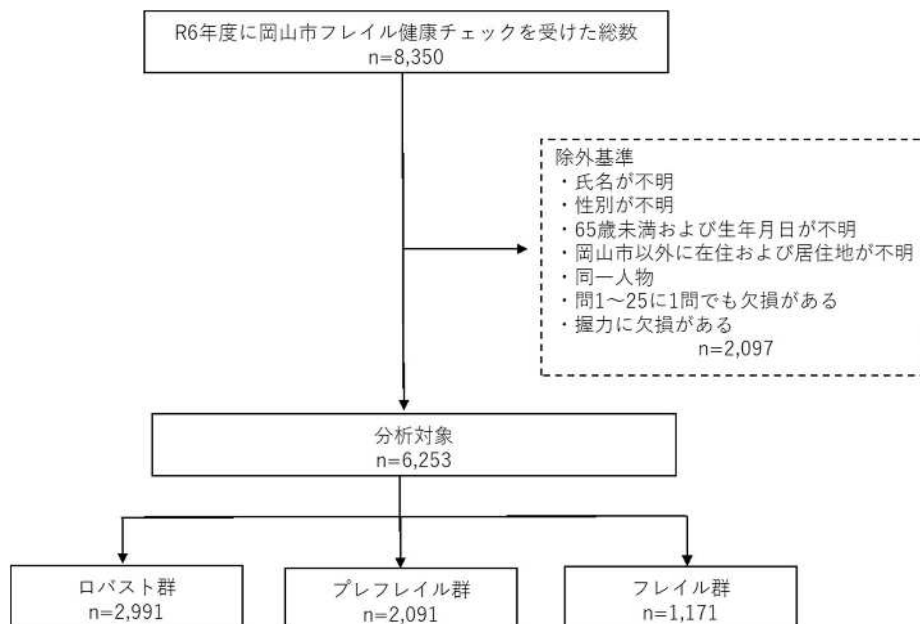 R6年度に岡山市フレイル健康チェックを受けた総数
n=8,350
除外基準
・氏名が不明
・性別が不明
・65歳未満および生年月日が不明
・岡山市以外に在住および居住地が不明
・同一人物
・問1～25に1問でも欠損がある
・握力に欠損がある
n=2,097
分析対象
n=6,253
ロバスト群
n=2,991
プレフレイル群
n=2,091
フレイル群
n=1,171